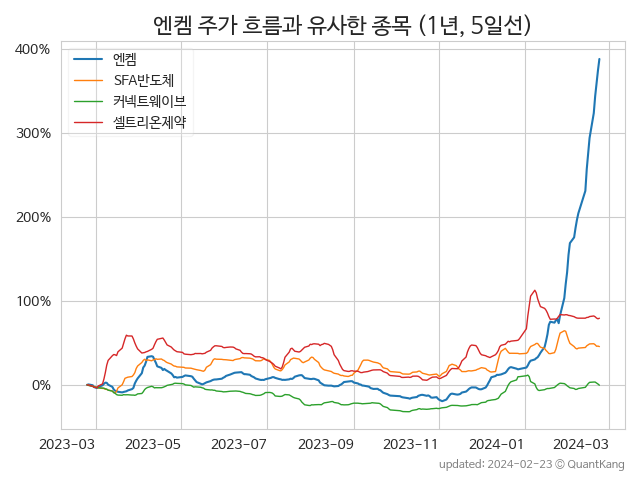 엔켐 주가 흐름과 유사한 종목 (1년, 5일선)
400%
300%
200%
100%
0%
엔켐
SFA반도체
커넥트웨이브
셀트리온제약
2023-03 2023-05 2023-07 2023-09 2023-11 2024-01 2024-03
updated: 2024-02-23 © QuantKang